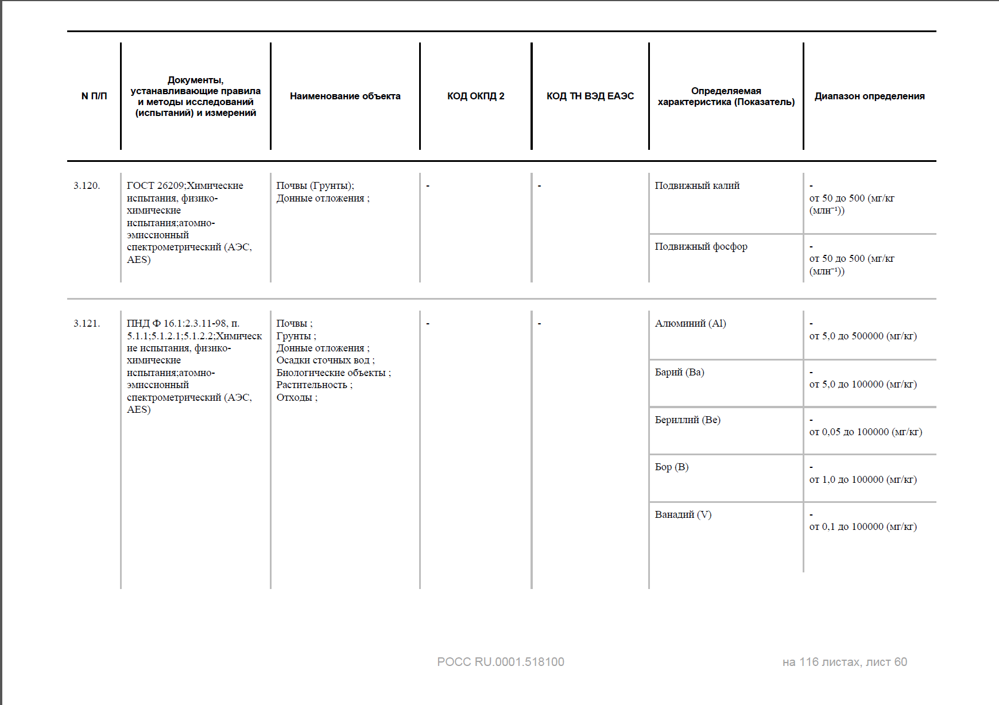 N П/П
Документы,
устанавливающие правила
и методы исследований
(испытаний) и измерений
Наименование объекта
КОД ОКПД 2
КОД ТН ВЭД ЕАЭС
Определяемая
характеристика (Показатель)
Диапазон определения
3.120.
ГОСТ 26209;Химические
испытания, физико-
химические
испытания;атомно-
эмиссионный
спектрометрический (АЭС,
AES)
Почвы (Грунты);
Донные отложения ;
-
-
Подвижный калий
-
от 50 до 500 (мг/кг
(млн⁻¹))
Подвижный фосфор
-
от 50 до 500 (мг/кг
(млн⁻¹))
3.121.
ПНД Ф 16.1:2.3.11-98, п.
5.1.1;5.1.2.1;5.1.2.2;Химическ
ие испытания, физико-
химические
испытания;атомно-
эмиссионный
спектрометрический (АЭС,
AES)
Почвы ;
Грунты ;
Донные отложения ;
Осадки сточных вод ;
Биологические объекты ;
Растительность ;
Отходы ;
-
-
Алюминий (Al)
-
от 5,0 до 500000 (мг/кг)
Барий (Ba)
-
от 5,0 до 100000 (мг/кг)
Бериллий (Be)
-
от 0,05 до 100000 (мг/кг)
Бор (B)
-
от 1,0 до 100000 (мг/кг)
Ванадий (V)
-
от 0,1 до 100000 (мг/кг)
РОСС RU.0001.518100
на 116 листах, лист 60